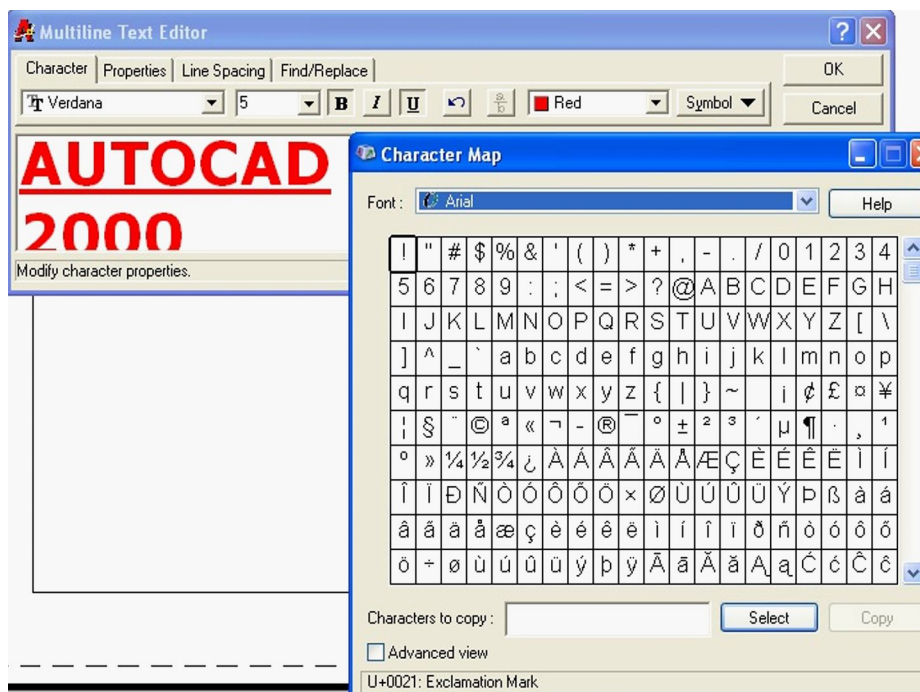 Multiline Text Editor
Character Properties Line Spacing Find/Replace
OK
Verdana 5 B I U Red Symbol
Cancel
AUTOCAD
2000
Modify character properties.
Character Map
Font : Arial Help
! " # $ % & ' ( ) * + , - . / 0 1 2 3 4
5 6 7 8 9 : ; < = > ? @ A B C D E F G H
I J K L M N O P Q R S T U V W X Y Z [ \
] ^ _ ` a b c d e f g h i j k l m n o p
q r s t u v w x y z { | } ~ ¡ ¢ £ ¤ ¥
¦ § ¨ © ª « ¬ - ® ¯ ° ± ² ³ ´ µ ¶ · ¸ ¹
º » ¼ ½ ¾ ¿ À Á Â Ã Ä Å Æ Ç È É Ê Ë Ì Í
Î Ï Ð Ñ Ò Ó Ô Õ Ö × Ø Ù Ú Û Ü Ý Þ ß à á
â ã ä å æ ç è é ê ë ì í î ï ð ñ ò ó ô õ
ö ÷ ø ù ú û ü ý þ ÿ Ā ā Ă ă Ą ą Ć ć Ĉ ĉ
Characters to copy : Select Copy
Advanced view
U+0021: Exclamation Mark